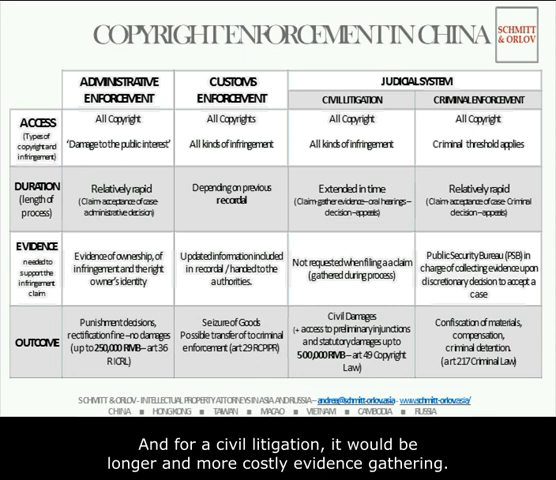 COPYRIGHT ENFORCEMENT IN CHINA
SCHMITT
& ORLOV
ADMINISTRATIVE
ENFORCEMENT
CUSTOMS
ENFORCEMENT
JUDICIAL SYSTEM
CIVIL LITIGATION
CRIMINAL ENFORCEMENT
ACCESS
(Types of
copyright and
infringement)
All Copyright
'Damage to the public interest'
All Copyrights
All kinds of infringement
All Copyright
All kinds of infringement
All Copyright
Criminal threshold applies
DURATION
(length of
process)
Relatively rapid
(Claim-acceptance of case-
administrative decision)
Depending on previous
recordal
Extended in time
(Claim-gather evidence–oral hearings–
decision–appeals)
Relatively rapid
(Claim-acceptance of case- Criminal
decision–appeals)
EVIDENCE
needed to
support the
infringement
claim
Evidence of ownership, of
infringement and the right
owner's identity
Updated information included
in recordal / handed to the
authorities.
Not requested when filing a claim
(gathered during process)
Public Security Bureau (PSB) in
charge of collecting evidence upon
discretionary decision to accept a
case
OUTCOME
Punishment decisions,
rectification fine –no damages
(up to 250,000 RMB– art 36
RICRL)
Seizure of Goods
Possible transfer to criminal
enforcement (art 29 RCPIPR)
Civil Damages
(+ access to preliminary injunctions
and statutory damages up to
500,000 RMB– art 49 Copyright
Law)
Confiscation of materials,
compensation,
criminal detention.
(art 217 Criminal Law)
SCHMITT & ORLOV - INTELLECTUAL PROPERTY ATTORNEYS IN ASIA AND RUSSIA – andrea@schmitt-orlov.asia - www.schmitt-orlov.asia/
CHINA ■ HONGKONG ■ TAIWAN ■ MACAO ■ VIETNAM ■ CAMBODIA ■ RUSSIA
And for a civil litigation, it would be
longer and more costly evidence gathering.